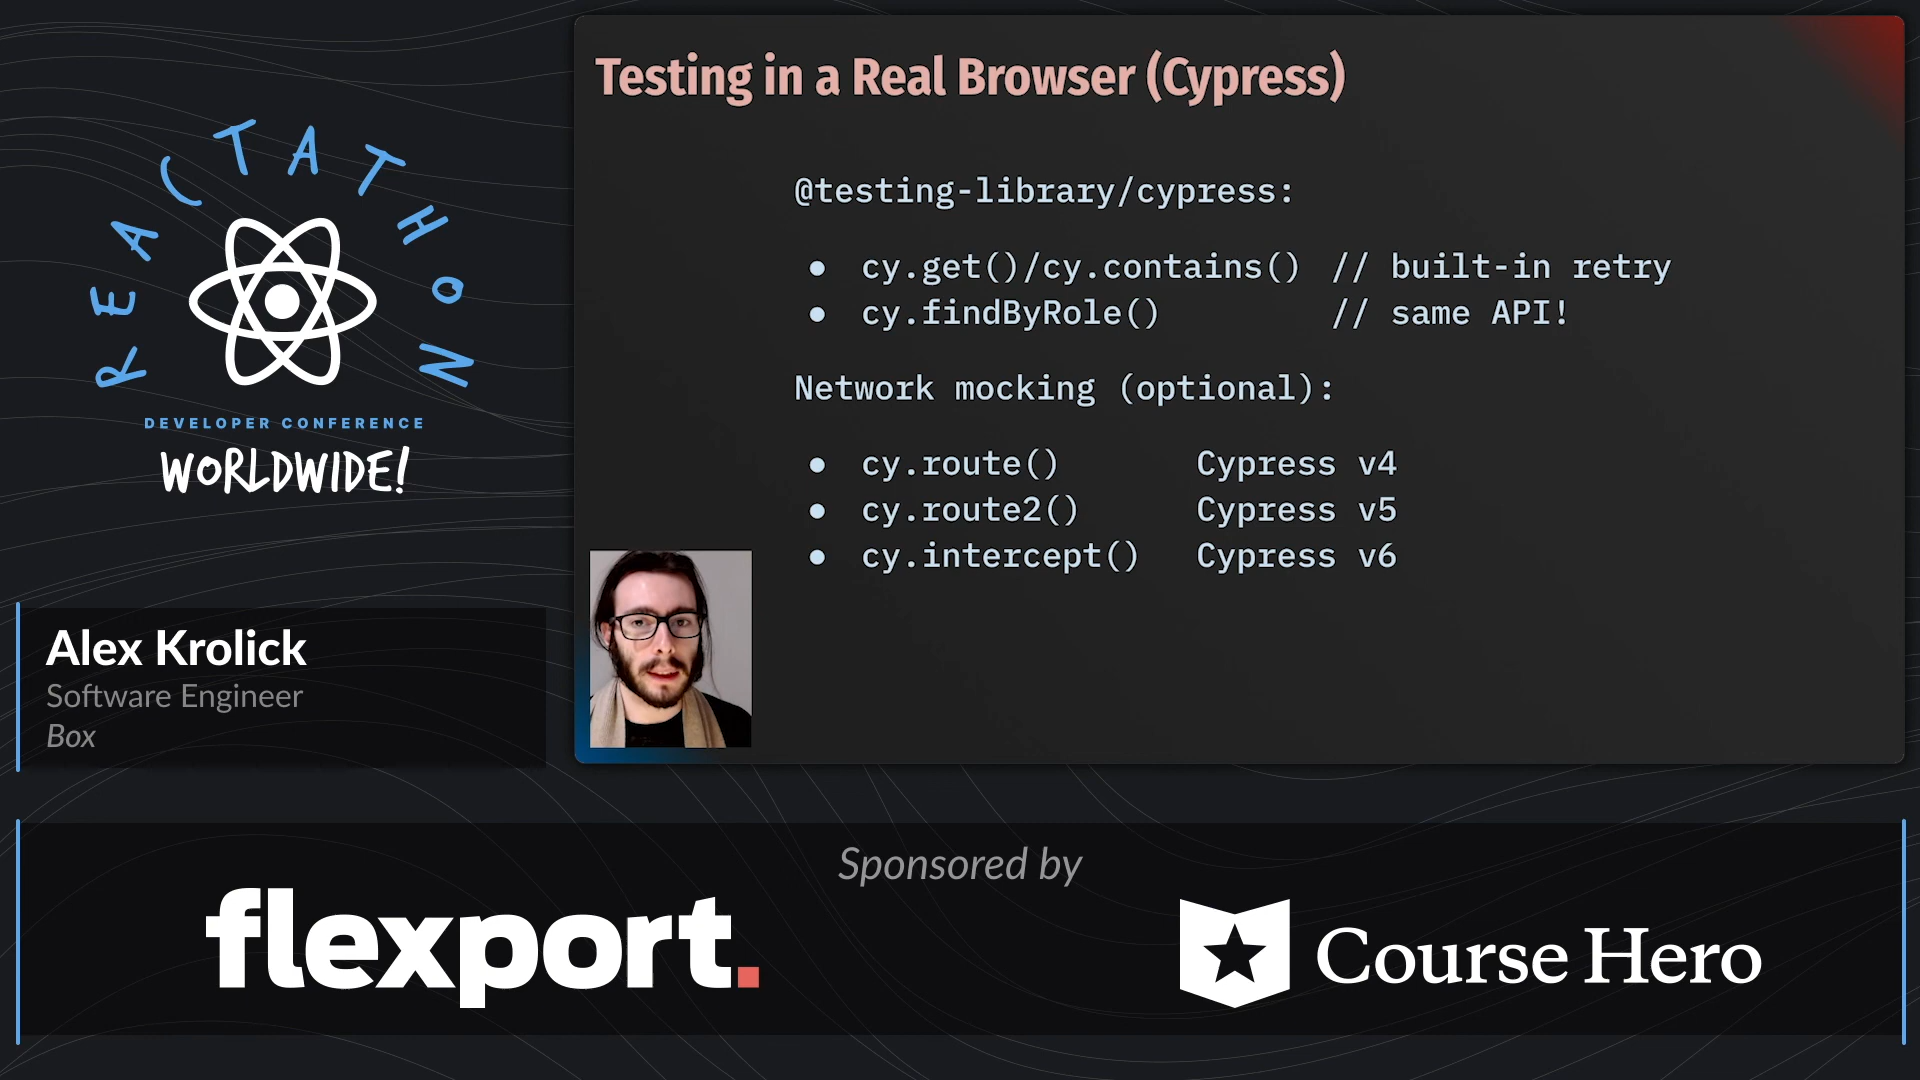 REACTATHON
DEVELOPER CONFERENCE
WORLDWIDE!
Testing in a Real Browser (Cypress)
@testing-library/cypress:
● cy.get()/cy.contains() // built-in retry
● cy.findByRole() // same API!
Network mocking (optional):
● cy.route() Cypress v4
● cy.route2() Cypress v5
● cy.intercept() Cypress v6
Alex Krolick
Software Engineer
Box
Sponsored by
flexport.
Course Hero